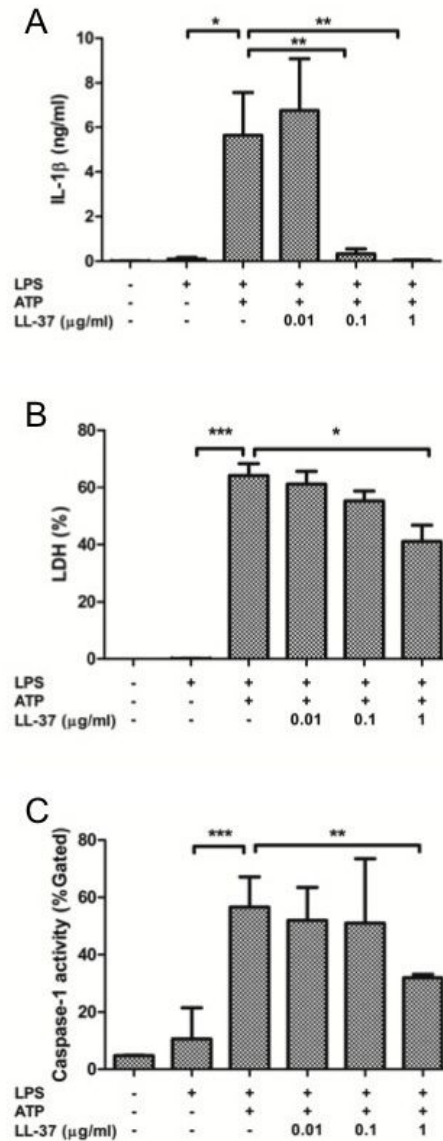 A
* **
**
10
8
6
4
2
0
IL-1β (ng/ml)
LPS - + + + + +
ATP - - + + + +
LL-37 (μg/ml) - - - 0.01 0.1 1
B
*** *
80
60
40
20
0
LDH (%)
LPS - + + + + +
ATP - - + + + +
LL-37 (μg/ml) - - - 0.01 0.1 1
C
*** **
80
60
40
20
0
Caspase-1 activity (%Gated)
LPS - + + + + +
ATP - - + + + +
LL-37 (μg/ml) - - - 0.01 0.1 1